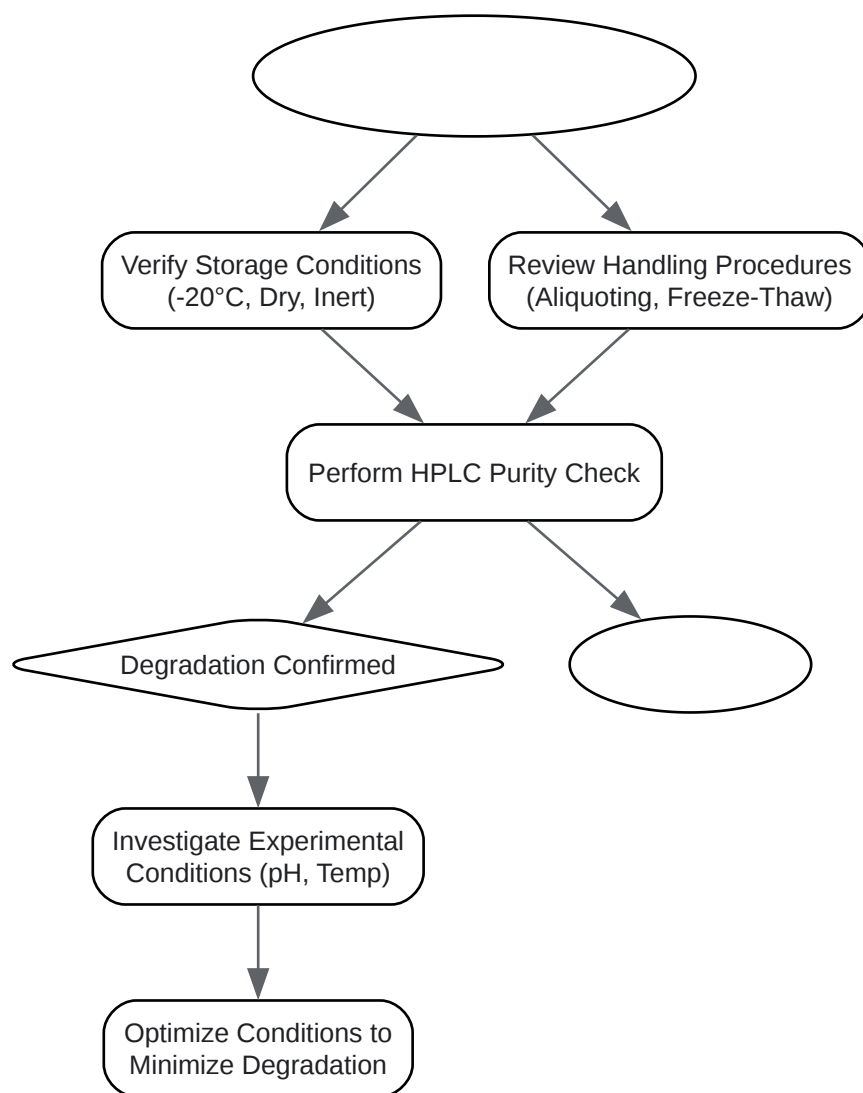 Verify Storage Conditions
(-20°C, Dry, Inert)
Review Handling Procedures
(Aliquoting, Freeze-Thaw)
Perform HPLC Purity Check
Degradation Confirmed
Investigate Experimental
Conditions (pH, Temp)
Optimize Conditions to
Minimize Degradation